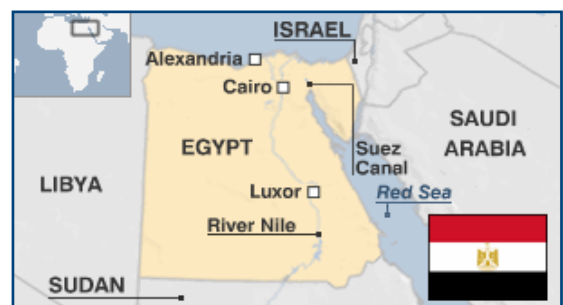 ISRAEL
Alexandria
Cairo
EGYPT
SAUDI
ARABIA
Suez
Canal
LIBYA
Luxor
Red Sea
River Nile
SUDAN